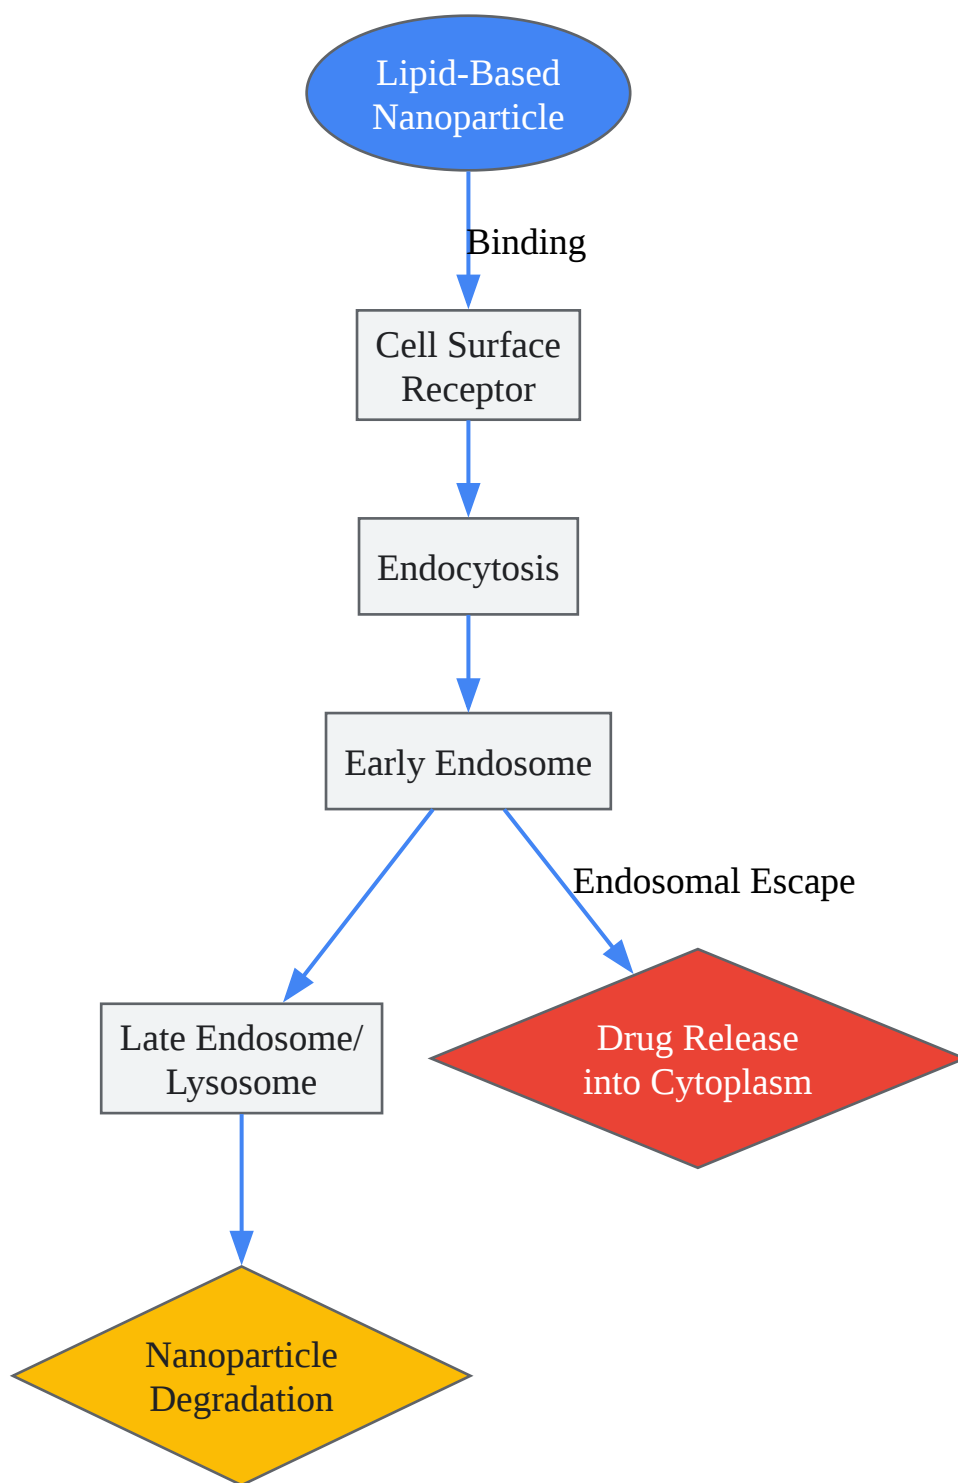 Lipid-Based
Nanoparticle
Binding
Cell Surface
Receptor
Endocytosis
Early Endosome
Endosomal Escape
Late Endosome/
Lysosome
Drug Release
into Cytoplasm
Nanoparticle
Degradation